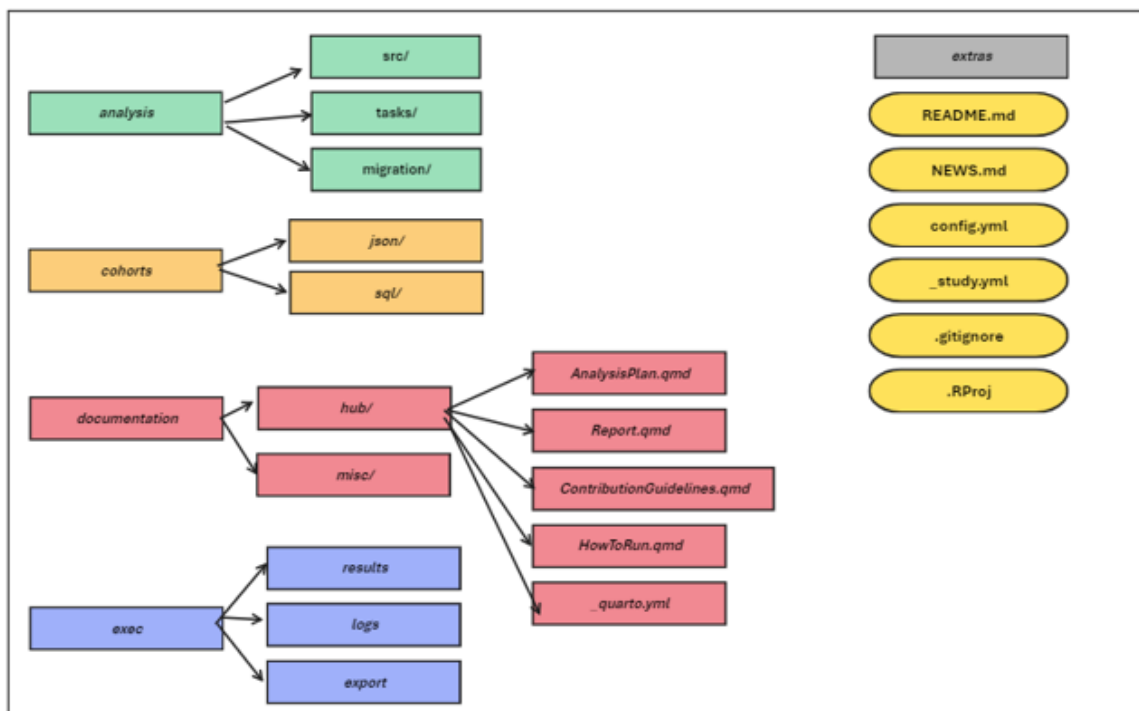 analysis
src/
tasks/
migration/
cohorts
json/
sql/
documentation
hub/
misc/
AnalysisPlan.qmd
Report.qmd
ContributionGuidelines.qmd
HowToRun.qmd
_quarto.yml
exec
results
logs
export
extras
README.md
NEWS.md
config.yml
_study.yml
.gitignore
.RProj